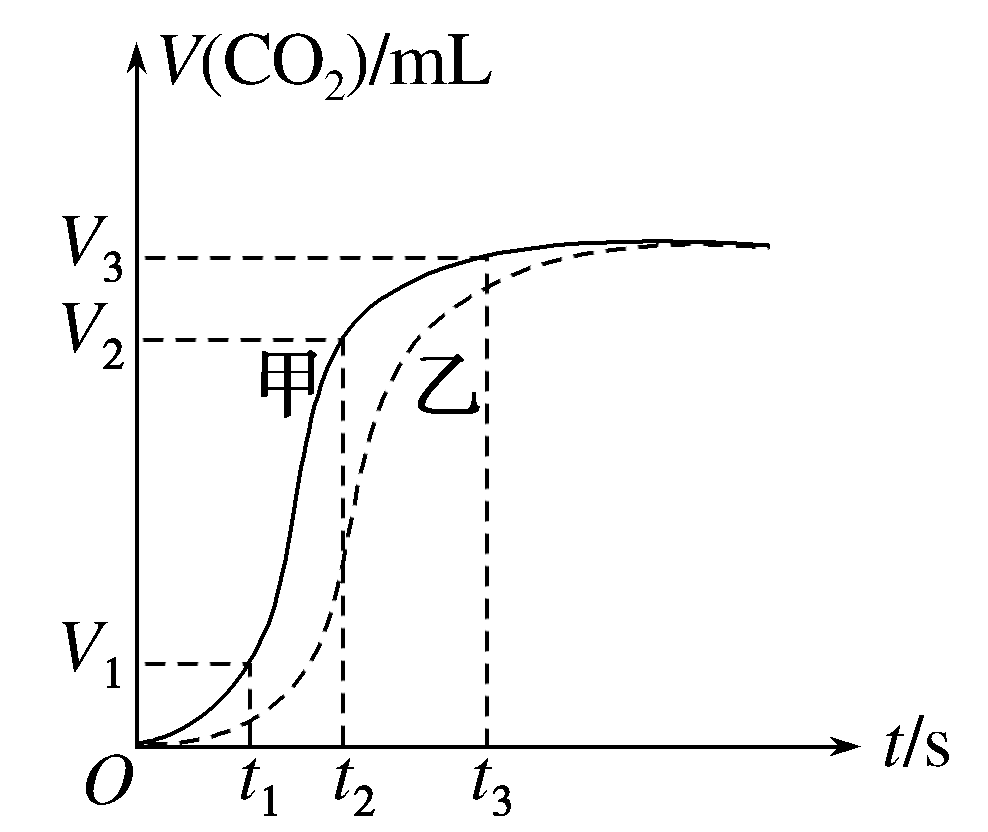 V(CO₂)/mL
V₃
V₂
甲 乙
V₁
O t₁ t₂ t₃ t/s